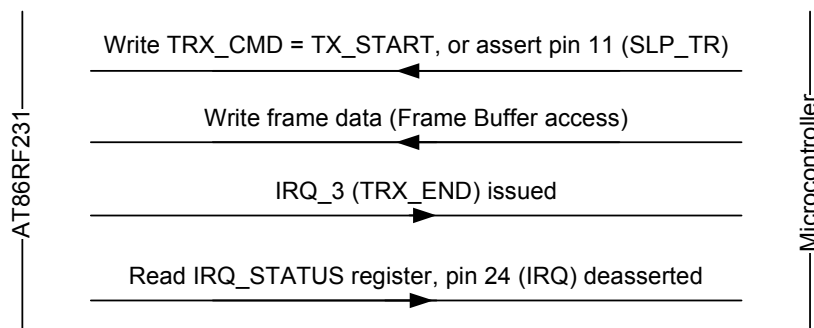 Write TRX_CMD = TX_START, or assert pin 11 (SLP_TR)
Write frame data (Frame Buffer access)
IRQ_3 (TRX_END) issued
Read IRQ_STATUS register, pin 24 (IRQ) deasserted
AT86RF231
Microcontroller